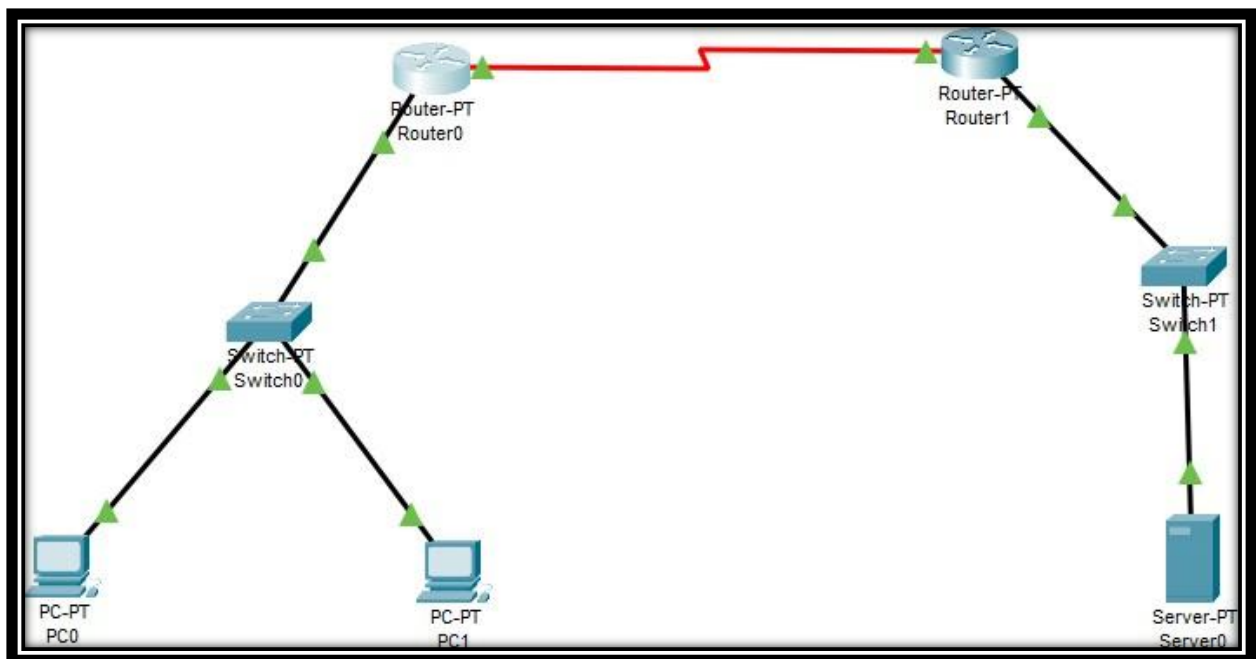 Router-PT
Router0
Router-PT
Router1
Switch-PT
Switch0
Switch-PT
Switch1
PC-PT
PC0
PC-PT
PC1
Server-PT
Server0